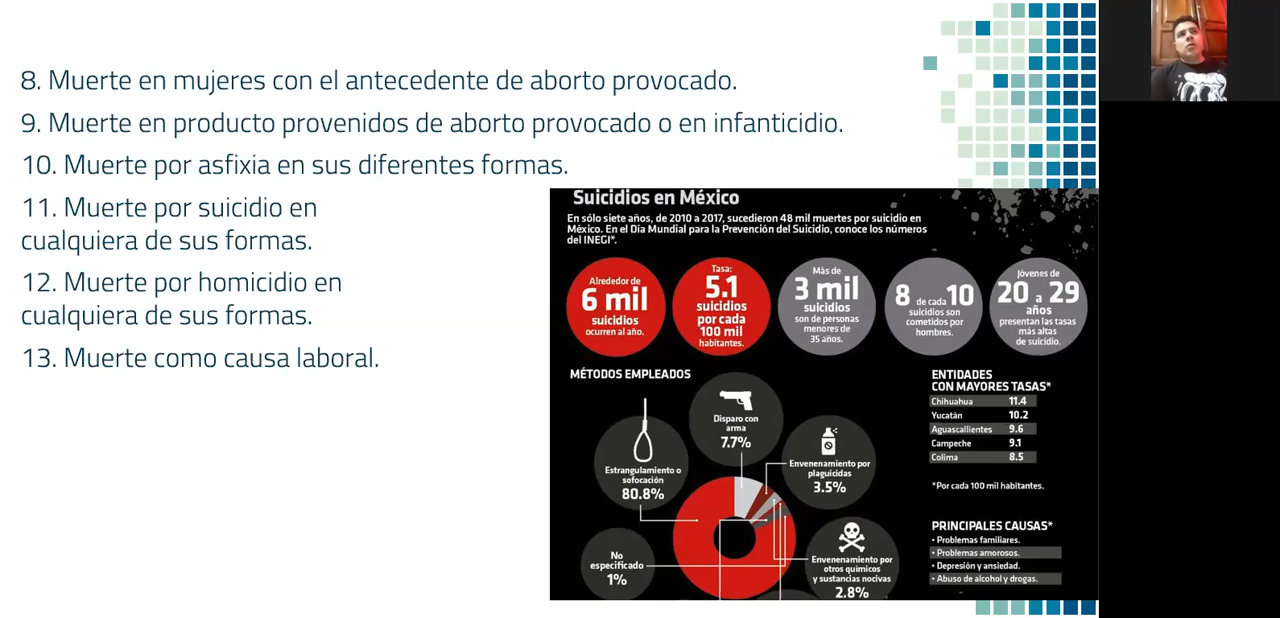 8. Muerte en mujeres con el antecedente de aborto provocado.
9. Muerte en producto provenidos de aborto provocado o en infanticidio.
10. Muerte por asfixia en sus diferentes formas.
11. Muerte por suicidio en
cualquiera de sus formas.
12. Muerte por homicidio en
cualquiera de sus formas.
13. Muerte como causa laboral.
Suicidios en México
En sólo siete años, de 2010 a 2017, sucedieron 48 mil muertes por suicidio en
México. En el Día Mundial para la Prevención del Suicidio, conoce los números
del INEGI*.
Alrededor de
6 mil
suicidios
ocurren al año.
Tasa:
5.1
suicidios
por cada
100 mil
habitantes.
Más de
3 mil
suicidios
son de personas
menores de
35 años.
8 de cada 10
suicidios son
cometidos por
hombres.
Jóvenes de
20 a 29
años
presentan las tasas
más altas
de suicidio.
MÉTODOS EMPLEADOS
Disparo con
arma
7.7%
Estrangulamiento o
sofocación
80.8%
Envenenamiento por
plaguicidas
3.5%
No
especificado
1%
Envenenamiento por
otros químicos
y sustancias nocivas
2.8%
ENTIDADES
CON MAYORES TASAS*
Chihuahua 11.4
Yucatán 10.2
Aguascallientes 9.6
Campeche 9.1
Colima 8.5
*Por cada 100 mil habitantes.
PRINCIPALES CAUSAS*
• Problemas familiares.
• Problemas amorosos.
• Depresión y ansiedad.
• Abuso de alcohol y drogas.